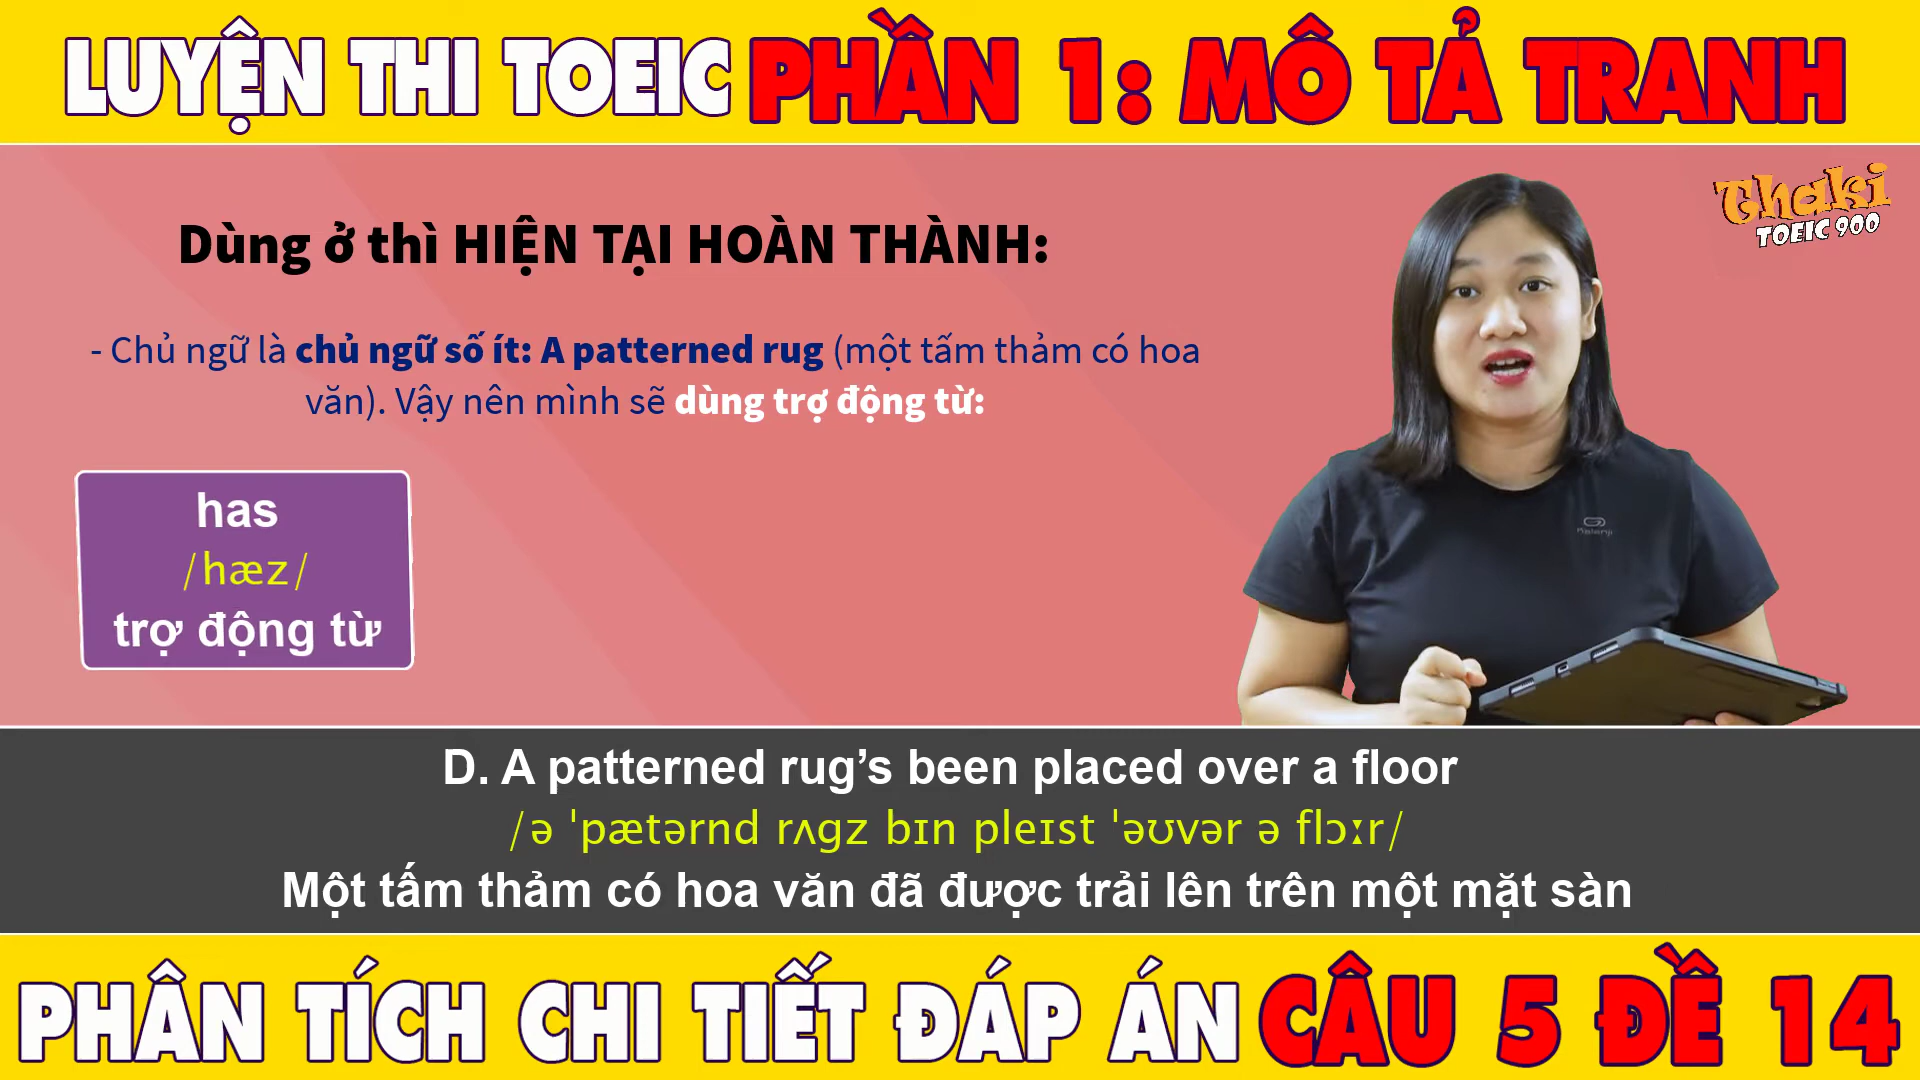 LUYỆN THI TOEIC PHẦN 1: MÔ TẢ TRANH
Thaki
TOEIC 900
Dùng ở thì HIỆN TẠI HOÀN THÀNH:
- Chủ ngữ là chủ ngữ số ít: A patterned rug (một tấm thảm có hoa
văn). Vậy nên mình sẽ dùng trợ động từ:
has
/hæz/
trợ động từ
D. A patterned rug’s been placed over a floor
/ə ˈpætərnd rʌgz bɪn pleɪst ˈəʊvər ə flɔːr/
Một tấm thảm có hoa văn đã được trải lên trên một mặt sàn
PHÂN TÍCH CHI TIẾT ĐÁP ÁN CÂU 5 ĐỀ 14